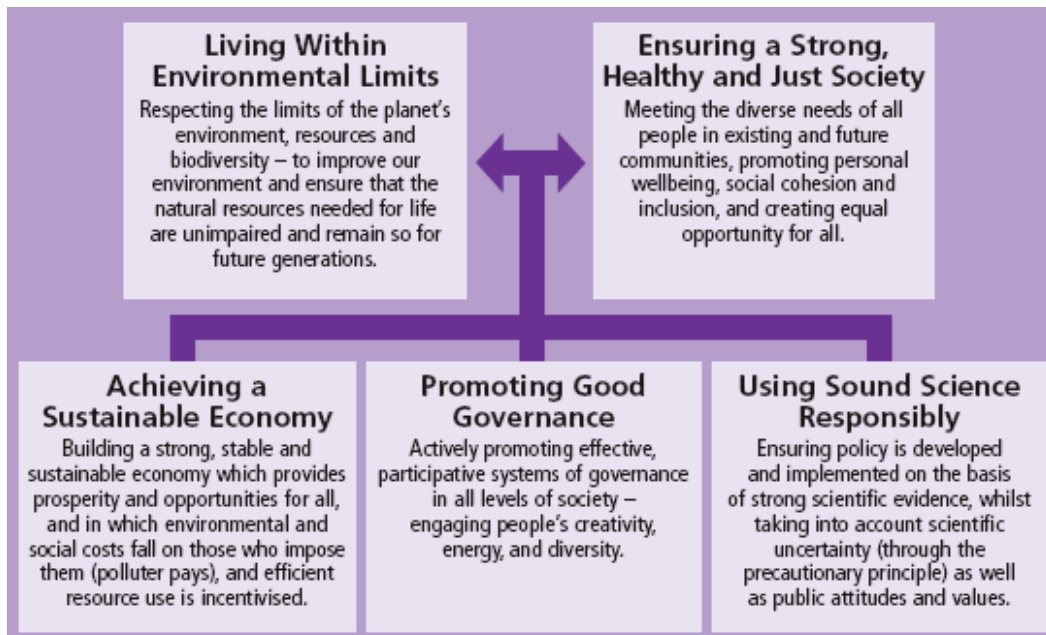 Living Within
Environmental Limits
Respecting the limits of the planet's
environment, resources and
biodiversity – to improve our
environment and ensure that the
natural resources needed for life
are unimpaired and remain so for
future generations.
Ensuring a Strong,
Healthy and Just Society
Meeting the diverse needs of all
people in existing and future
communities, promoting personal
wellbeing, social cohesion and
inclusion, and creating equal
opportunity for all.
Achieving a
Sustainable Economy
Building a strong, stable and
sustainable economy which provides
prosperity and opportunities for all,
and in which environmental and
social costs fall on those who impose
them (polluter pays), and efficient
resource use is incentivised.
Promoting Good
Governance
Actively promoting effective,
participative systems of governance
in all levels of society –
engaging people's creativity,
energy, and diversity.
Using Sound Science
Responsibly
Ensuring policy is developed
and implemented on the basis
of strong scientific evidence, whilst
taking into account scientific
uncertainty (through the
precautionary principle) as well
as public attitudes and values.